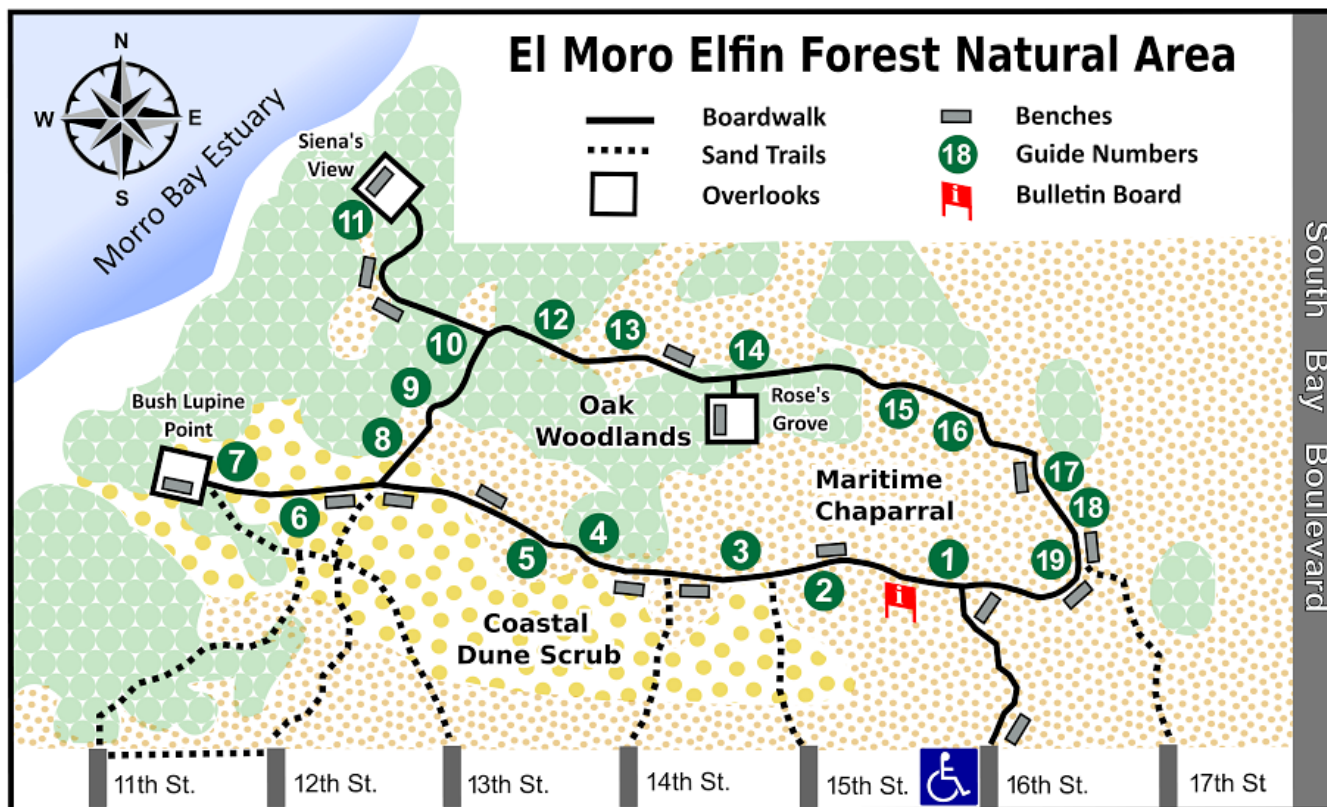 El Moro Elfin Forest Natural Area
N
W
E
S
Morro Bay Estuary
Boardwalk
Sand Trails
Overlooks
Benches
18
Guide Numbers
i
Bulletin Board
Siena's
View
11
12
13
10
14
9
Rose's
Grove
Oak
Woodlands
15
16
8
Bush Lupine
Point
7
17
Maritime
Chaparral
18
6
4
5
3
1
19
2
i
Coastal
Dune Scrub
South Bay Boulevard
11th St.
12th St.
13th St.
14th St.
15th St.
16th St.
17th St